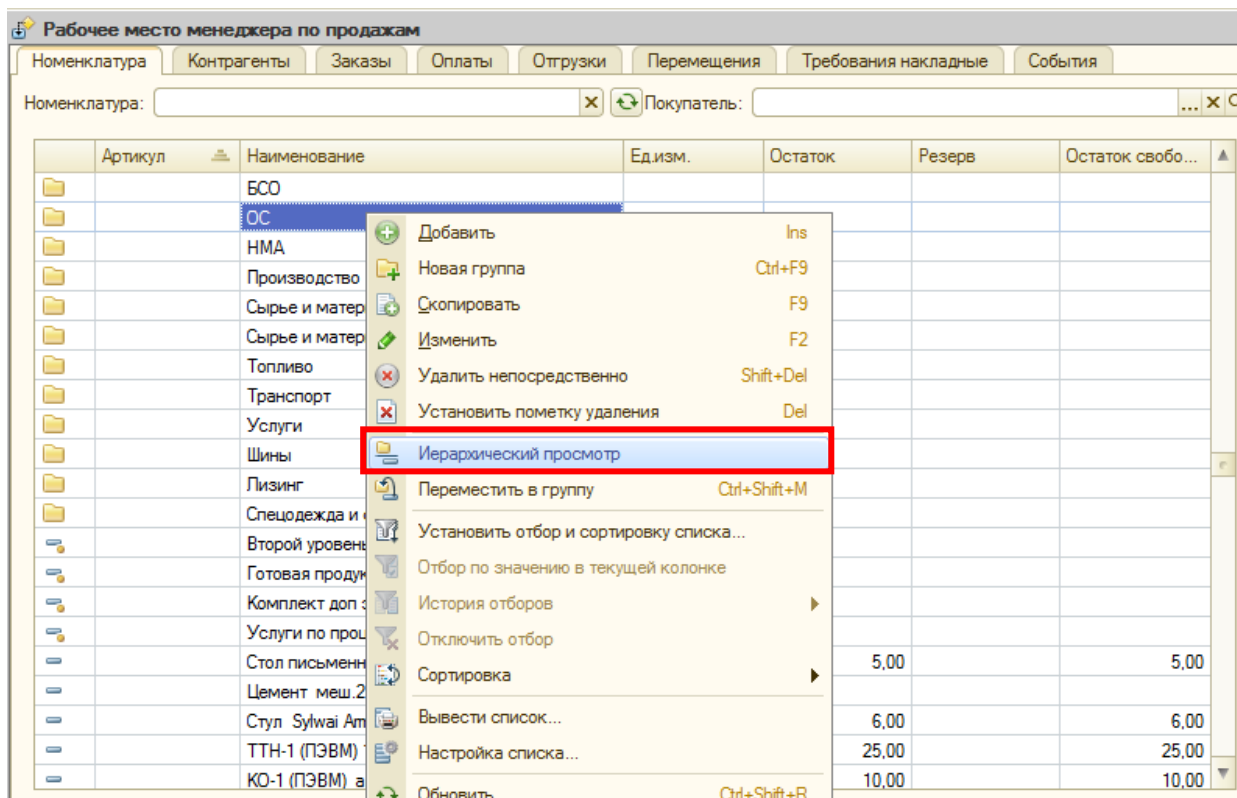 Рабочее место менеджера по продажам
Номенклатура Контрагенты Заказы Оплаты Отгрузки Перемещения Требования накладные События
Номенклатура: Покупатель: ...
Артикул Наименование Ед.изм. Остаток Резерв Остаток свобо...
БСО
ОС
Добавить Ins
НМА
Новая группа Ctrl+F9
Производство
Сырье и матер Скопировать F9
Сырье и матер Изменить F2
Топливо
Удалить непосредственно Shift+Del
Транспорт
Установить пометку удаления Del
Услуги
Шины Иерархический просмотр
Лизинг Переместить в группу Ctrl+Shift+M
Спецодежда и
Установить отбор и сортировку списка...
Второй уровень
Готовая продук Отбор по значению в текущей колонке
Комплект доп История отборов
Услуги по проц Отключить отбор
Стол письменн 5,00 5,00
Сортировка
Цемент меш.2
Стул Sylwai Am Вывести список... 6,00 6,00
ТТН-1 (ПЭВМ) Настройка списка... 25,00 25,00
КО-1 (ПЭВМ) а 10,00 10,00
Обновить Ctrl+Shift+R